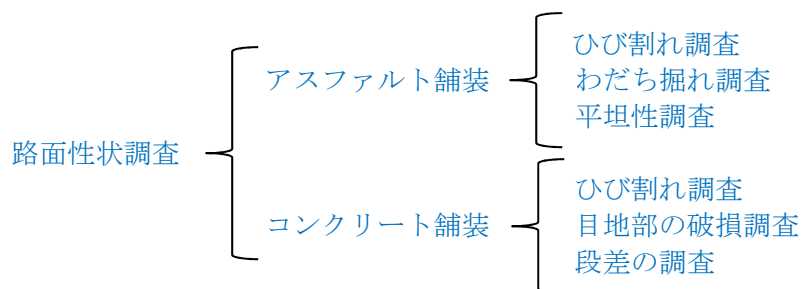 路面性状調査
アスファルト舗装
ひび割れ調査
わだち掘れ調査
平坦性調査
コンクリート舗装
ひび割れ調査
目地部の破損調査
段差の調査